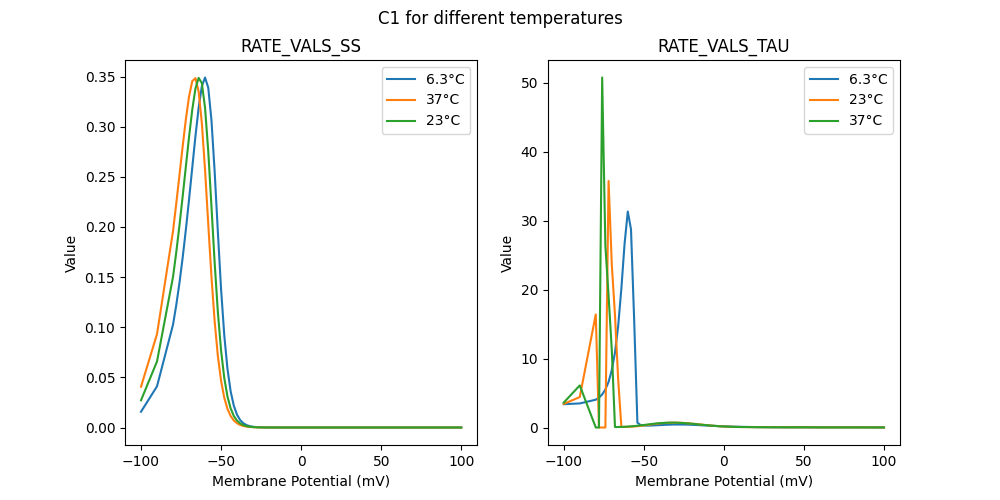 C1 for different temperatures
RATE_VALS_SS
0.35
0.30
0.25
0.20
0.15
0.10
0.05
0.00
Value
−100
−50
0
50
100
Membrane Potential (mV)
6.3°C
37°C
23°C
RATE_VALS_TAU
50
40
30
20
10
0
Value
−100
−50
0
50
100
Membrane Potential (mV)
6.3°C
23°C
37°C